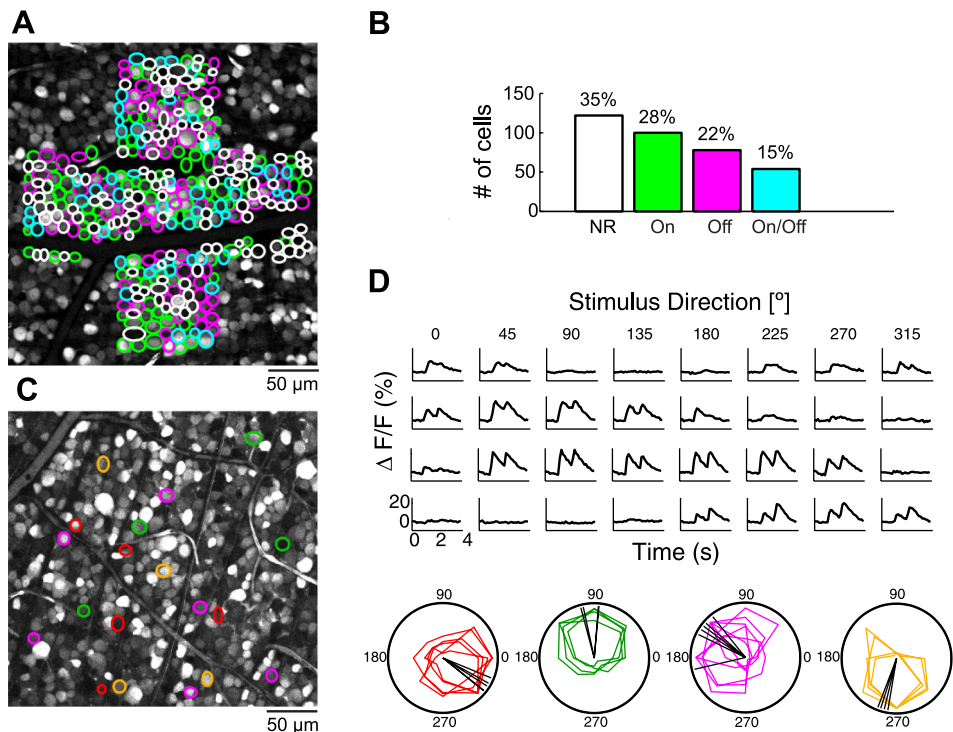 A
50 µm
B
# of cells
150
100
50
0
35%
28%
22%
15%
NR On Off On/Off
C
50 µm
D
Stimulus Direction [º]
0 45 90 135 180 225 270 315
Δ F/F (%)
20
0
0 2 4
Time (s)
90 90 90 90
180 0 180 0 180 0 180 0
270 270 270 270